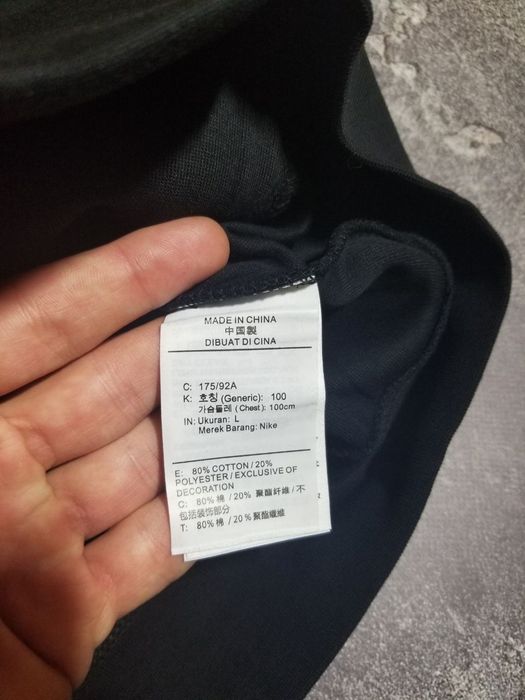 MADE IN CHINA
中国製
DIBUAT DI CINA
C: 175/92A
K: 호칭 (Generic): 100
가슴둘레 (Chest): 100cm
IN: Ukuran: L
Merek Barang: Nike
E: 80% COTTON / 20%
POLYESTER / EXCLUSIVE OF
DECORATION
C: 80% 棉 / 20% 聚酯纤维 / 不
包括装饰部分
T: 80% 棉 / 20% 聚酯纖維